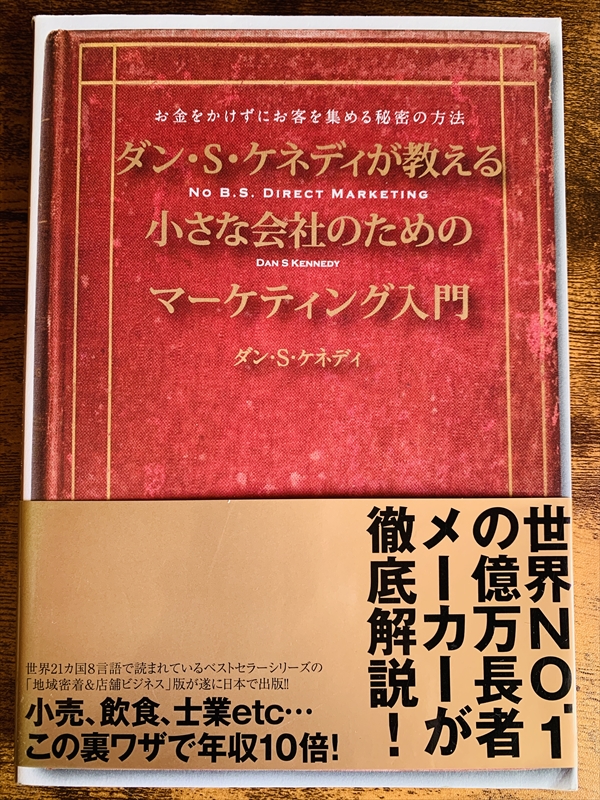 お金をかけずにお客を集める秘密の方法
ダン・S・ケネディが教える
NO B.S. DIRECT MARKETING
小さな会社のための
DAN S KENNEDY
マーケティング入門
ダン・S・ケネディ
世界NO.1
の億万長者
メーカーが
徹底解説！
世界21カ国8言語で読まれているベストセラーシリーズの
「地域密着&店舗ビジネス」版が遂に日本で出版!!
小売、飲食、士業etc…
この裏ワザで年収10倍！